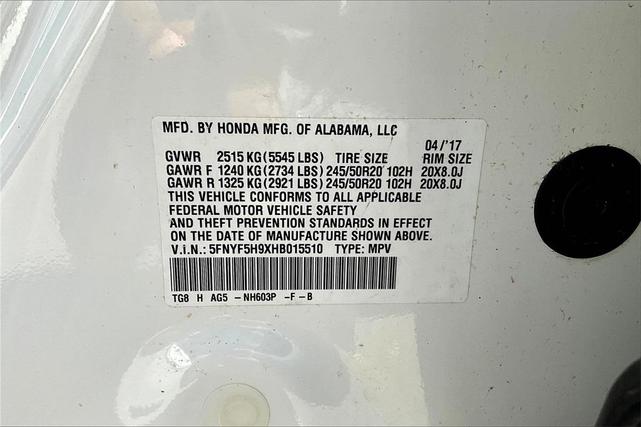 MFD. BY HONDA MFG. OF ALABAMA, LLC
04/'17
GVWR 2515 KG(5545 LBS) TIRE SIZE RIM SIZE
GAWR F 1240 KG(2734 LBS)245/50R20 102H 20X8.0J
GAWR R 1325 KG(2921 LBS)245/50R20 102H 20X8.0J
THIS VEHICLE CONFORMS TO ALL APPLICABLE
FEDERAL MOTOR VEHICLE SAFETY
AND THEFT PREVENTION STANDARDS IN EFFECT
ON THE DATE OF MANUFACTURE SHOWN ABOVE.
V.I.N.: 5FNYF5H9XHB015510 TYPE: MPV
TG8 H AG5 -NH603P -F-B